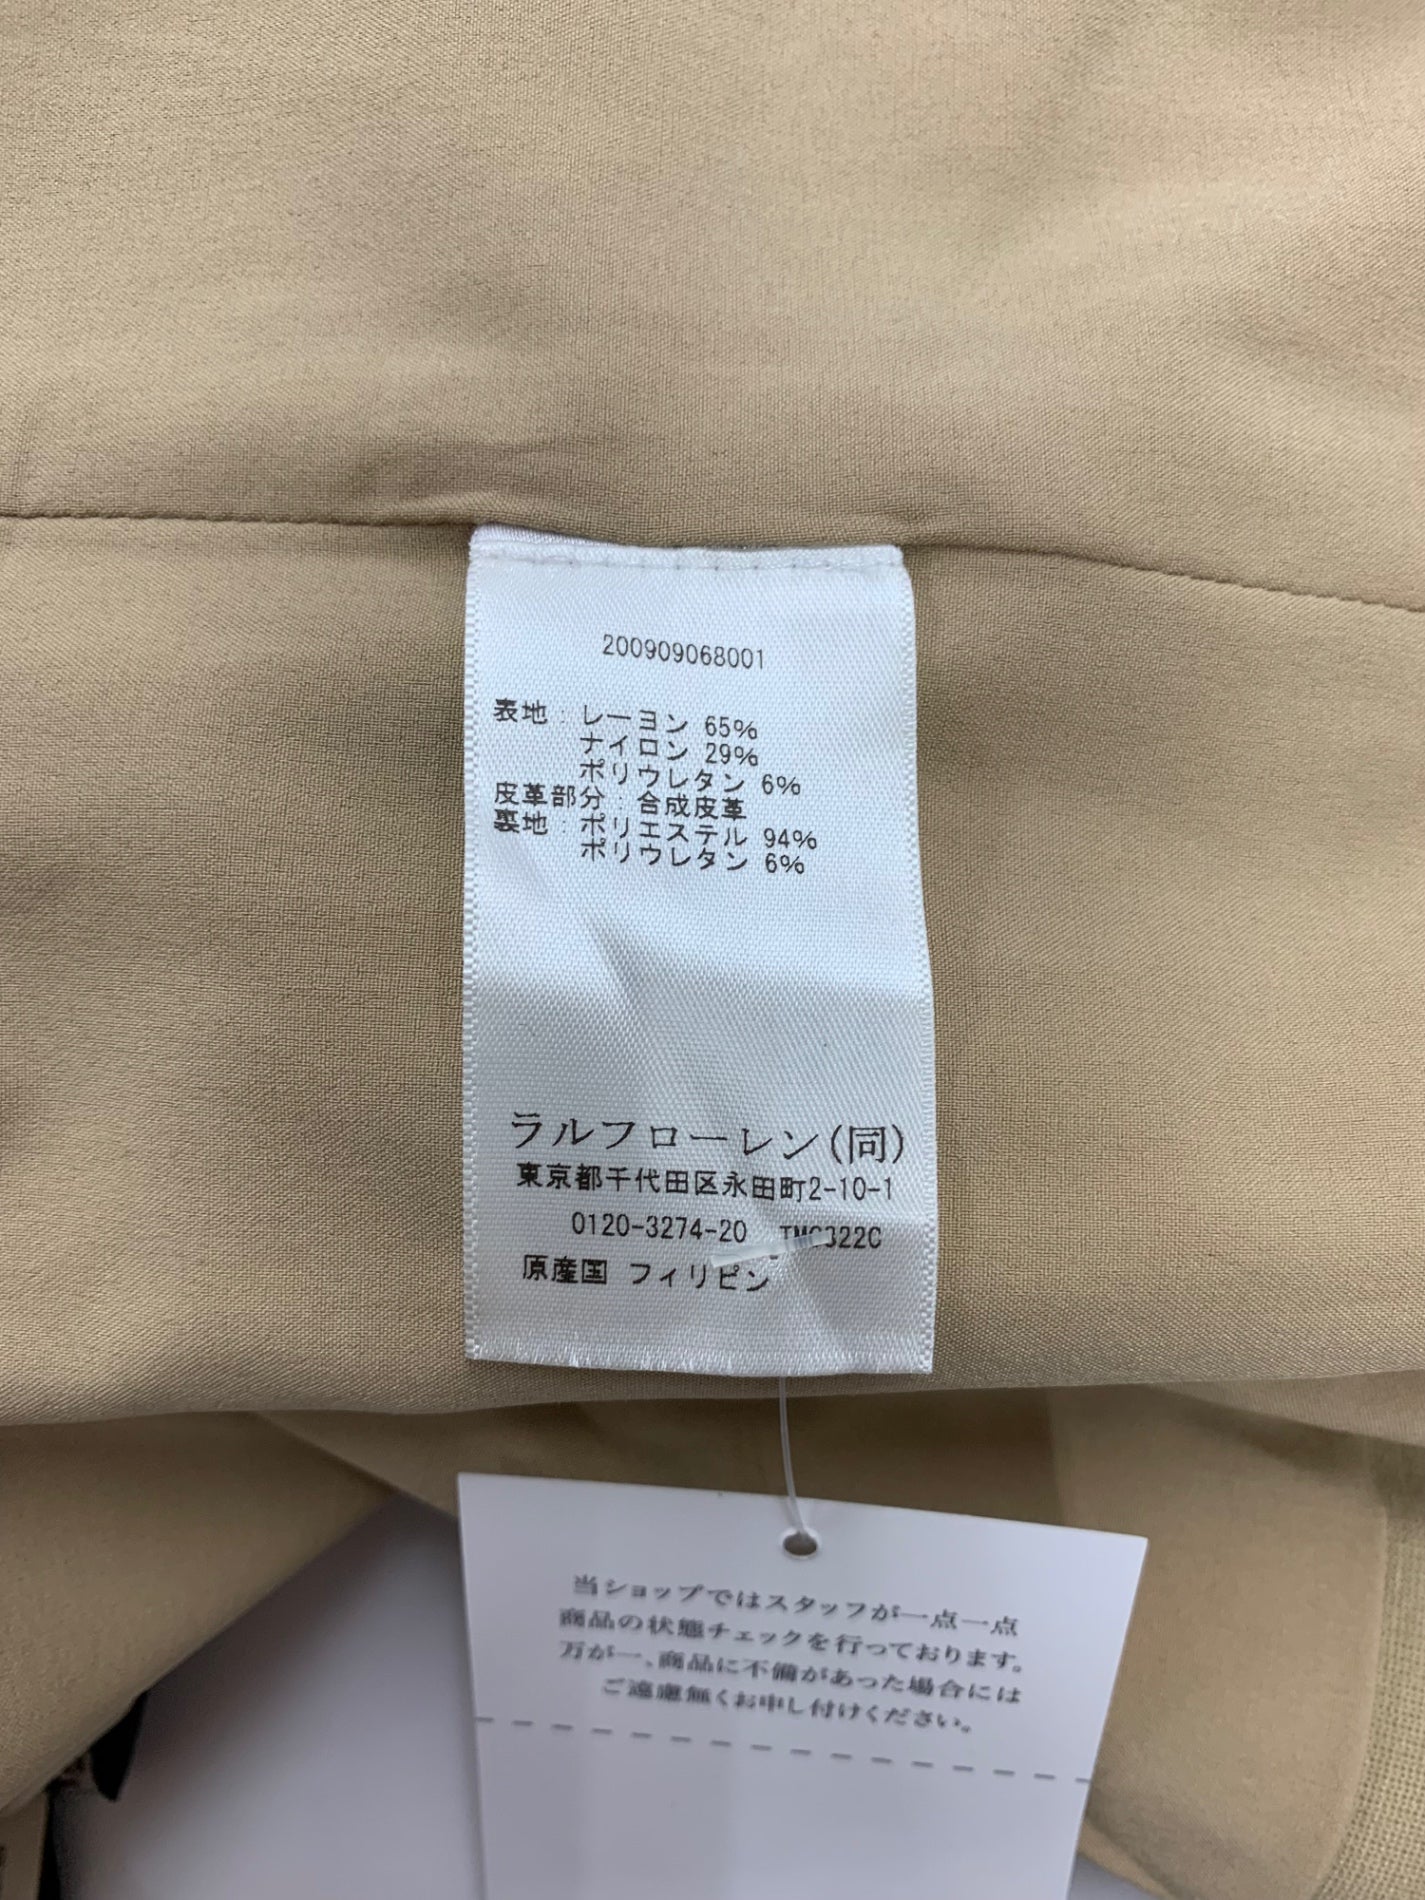 200909068001
表地：レーヨン 65%
ナイロン 29%
ポリウレタン 6%
皮革部分：合成皮革
裏地：ポリエステル 94%
ポリウレタン 6%
ラルフローレン(同)
東京都千代田区永田町2-10-1
0120-3274-20
原産国 フィリピン
当ショップではスタッフが一点一点
商品の状態チェックを行っております。
万が一、商品に不備があった場合には
ご遠慮無くお申し付けください。